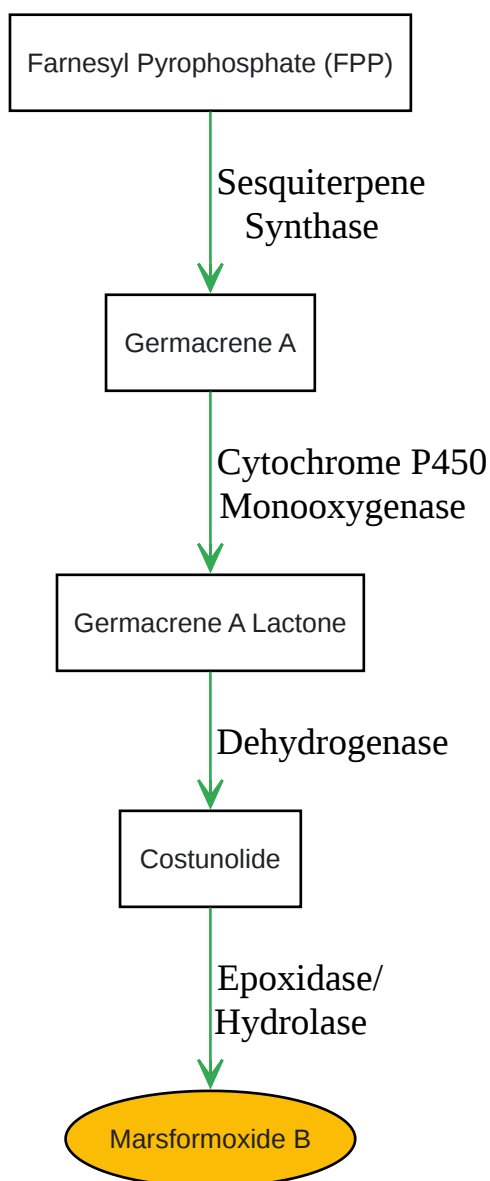 Farnesyl Pyrophosphate (FPP)
Sesquiterpene
Synthase
Germacrene A
Cytochrome P450
Monooxygenase
Germacrene A Lactone
Dehydrogenase
Costunolide
Epoxidase/
Hydrolase
Marsformoxide B